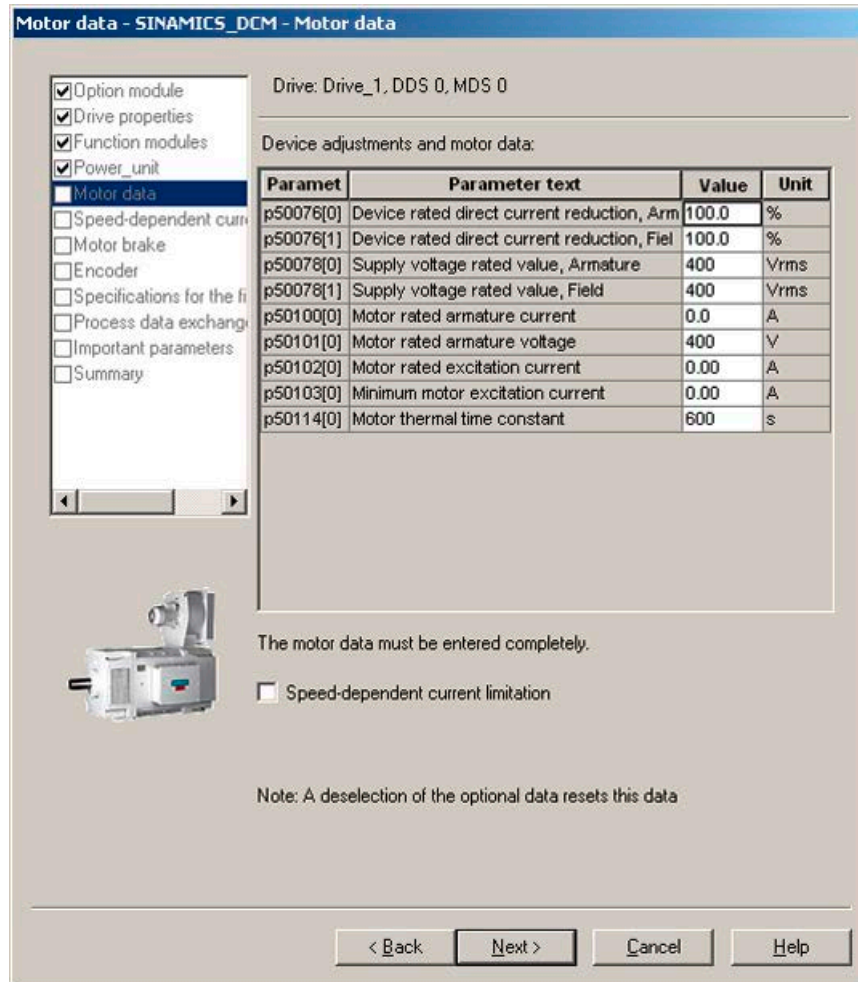 Motor data - SINAMICS_DCM - Motor data
Option module
Drive properties
Function modules
Power_unit
Motor data
Speed-dependent curr
Motor brake
Encoder
Specifications for the fi
Process data exchange
Important parameters
Summary
Drive: Drive_1, DDS 0, MDS 0
Device adjustments and motor data:
Paramet Parameter text Value Unit
p50076[0] Device rated direct current reduction, Arm 100.0 %
p50076[1] Device rated direct current reduction, Fiel 100.0 %
p50078[0] Supply voltage rated value, Armature 400 Vrms
p50078[1] Supply voltage rated value, Field 400 Vrms
p50100[0] Motor rated armature current 0.0 A
p50101[0] Motor rated armature voltage 400 V
p50102[0] Motor rated excitation current 0.00 A
p50103[0] Minimum motor excitation current 0.00 A
p50114[0] Motor thermal time constant 600 s
The motor data must be entered completely.
Speed-dependent current limitation
Note: A deselection of the optional data resets this data
< Back Next > Cancel Help